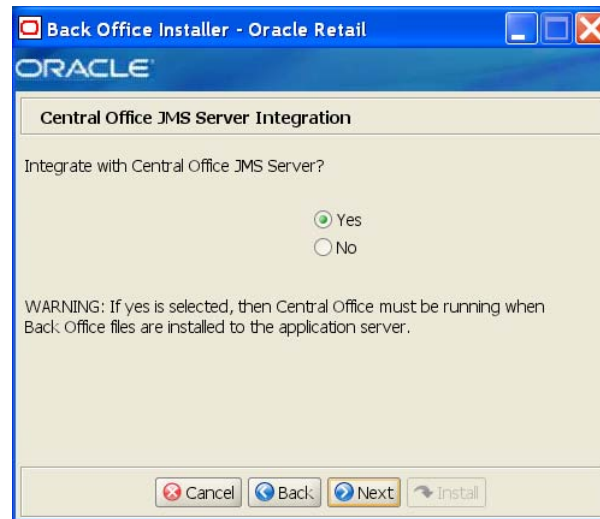 Back Office Installer - Oracle Retail
ORACLE
Central Office JMS Server Integration
Integrate with Central Office JMS Server?
Yes
No
WARNING: If yes is selected, then Central Office must be running when
Back Office files are installed to the application server.
Cancel Back Next Install